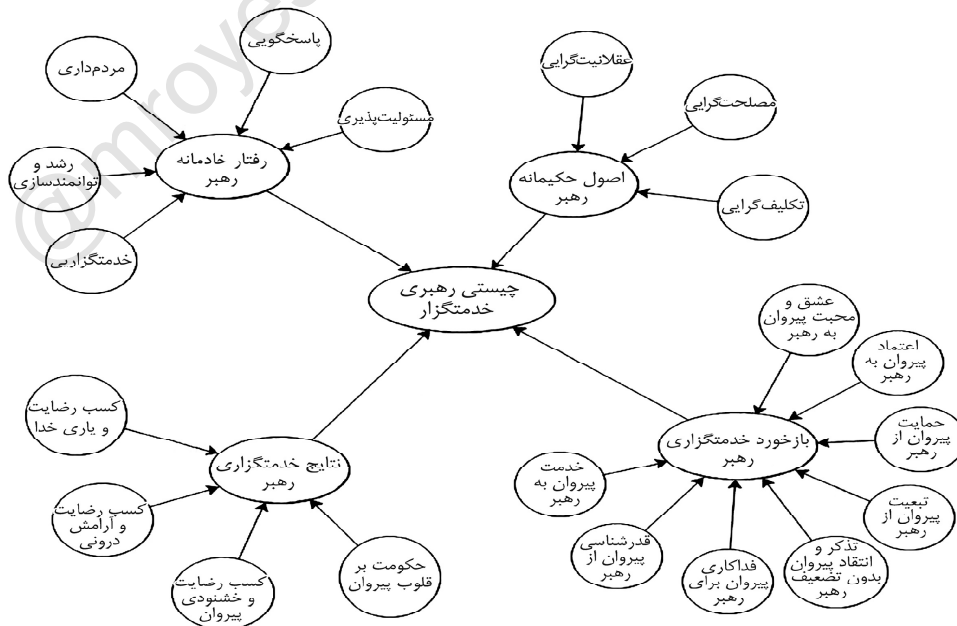 @mroye
پاسخگویی
مردم‌داری
مسئولیت‌پذیری
رشد و
توانمندسازی
رفتار خادمانه
رهبر
خدمتگزاریی
عقلانیت‌گرایی
مصلحت‌گرایی
اصول حکیمانه
رهبر
تکلیف‌گرایی
چیستی رهبری
خدمتگزار
عشق و
محبت پیروان
به رهبر
اعتماد
پیروان به
رهبر
حمایت
پیروان از
رهبر
بازخورد خدمتگزاری
رهبر
تبعیت
پیروان از
رهبر
تذکر و
انتقاد پیروان
بدون تضعیف
رهبر
فداکاری
پیروان برای
رهبر
قدرشناسی
پیروان از
رهبر
خدمت
پیروان به
رهبر
کسب رضایت
و یاری خدا
نتایج خدمتگزاری
رهبر
کسب رضایت
و آرامش
درونی
کسب رضایت
و خشنودی
پیروان
حکومت بر
قلوب پیروان